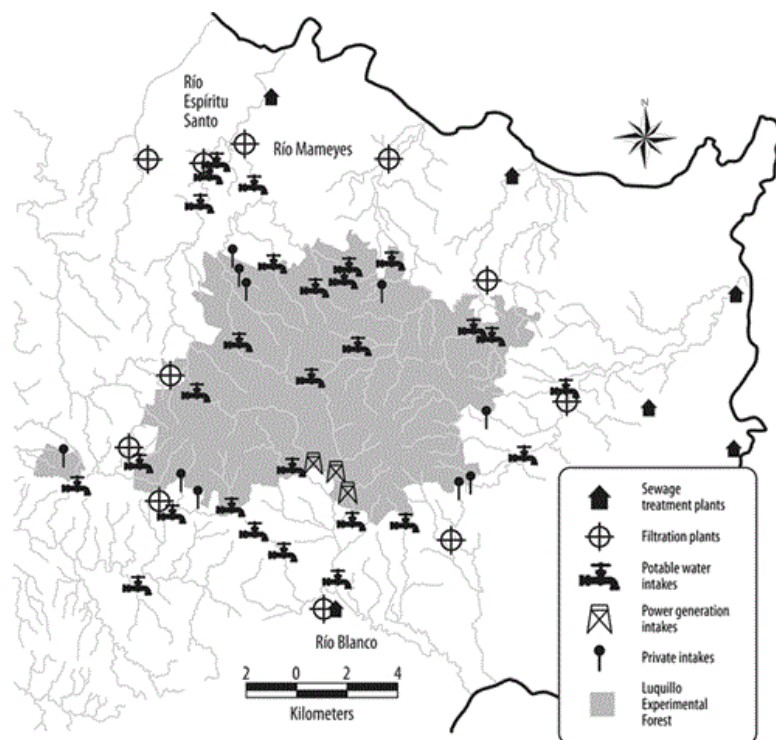 Río
Espíritu
Santo
Río Mameyes
N
Río Blanco
2 0 2 4
Kilometers
Sewage
treatment plants
Filtration plants
Potable water
intakes
Power generation
intakes
Private intakes
Luquillo
Experimental
Forest